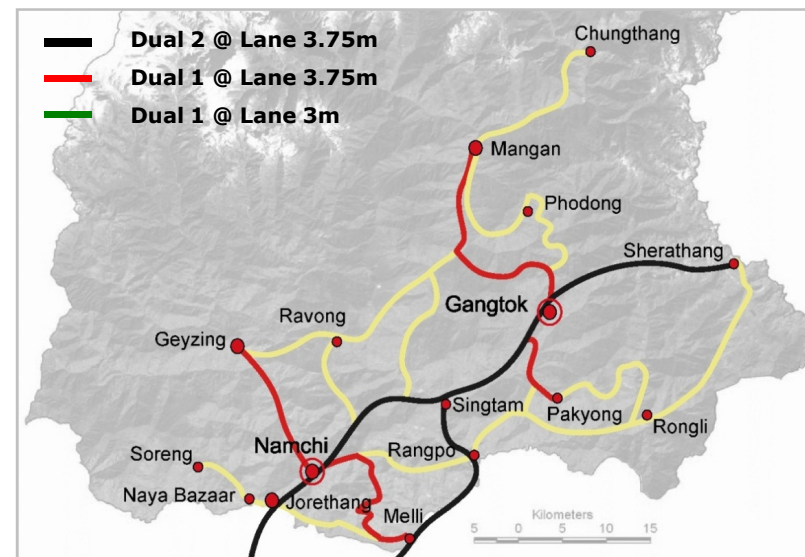 Dual 2 @ Lane 3.75m
Dual 1 @ Lane 3.75m
Dual 1 @ Lane 3m
Chungthang
Mangan
Phodong
Sherathang
Gangtok
Ravong
Geyzing
Singtam
Pakyong
Rongli
Namchi
Rangpo
Soreng
Naya Bazaar
Jorethang
Melli
Kilometers
5 0 5 10 15